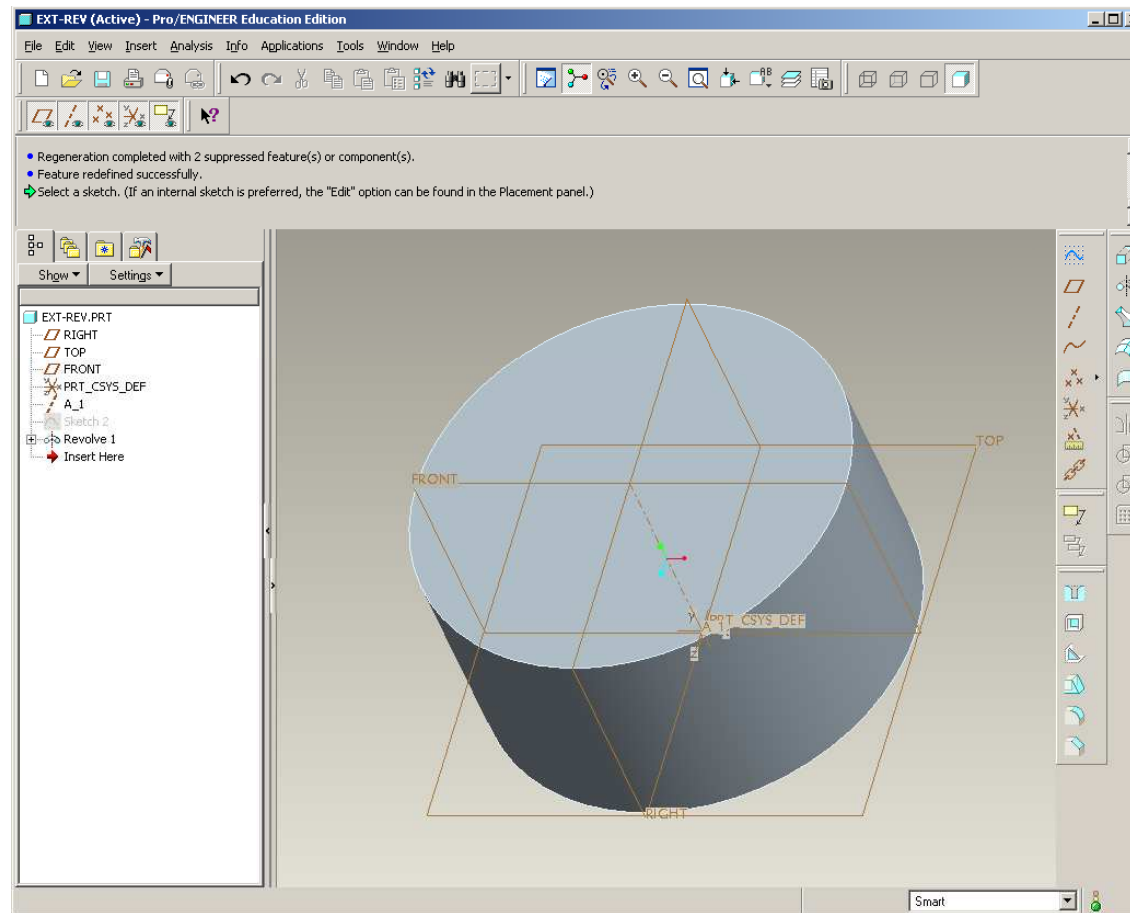 EXT-REV (Active) - Pro/ENGINEER Education Edition
File Edit View Insert Analysis Info Applications Tools Window Help
• Regeneration completed with 2 suppressed feature(s) or component(s).
• Feature redefined successfully.
Select a sketch. (If an internal sketch is preferred, the "Edit" option can be found in the Placement panel.)
Show Settings
EXT-REV.PRT
RIGHT
TOP
FRONT
PRT_CSYS_DEF
A_1
Sketch 2
Revolve 1
Insert Here
TOP
FRONT
PRT_CSYS_DEF
A_1
RIGHT
Smart